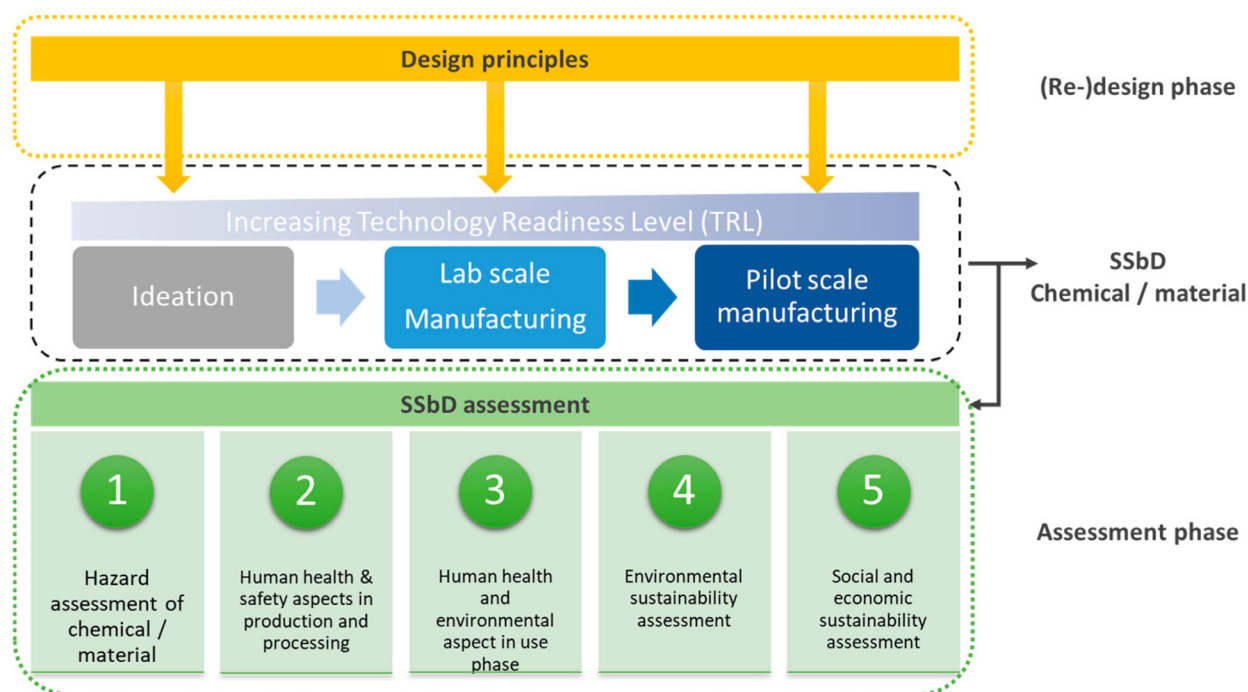 Design principles
(Re-)design phase
Increasing Technology Readiness Level (TRL)
Ideation
Lab scale
Manufacturing
Pilot scale
manufacturing
SSbD
Chemical / material
SSbD assessment
1
Hazard
assessment of
chemical /
material
2
Human health &
safety aspects in
production and
processing
3
Human health
and
environmental
aspect in use
phase
4
Environmental
sustainability
assessment
5
Social and
economic
sustainability
assessment
Assessment phase